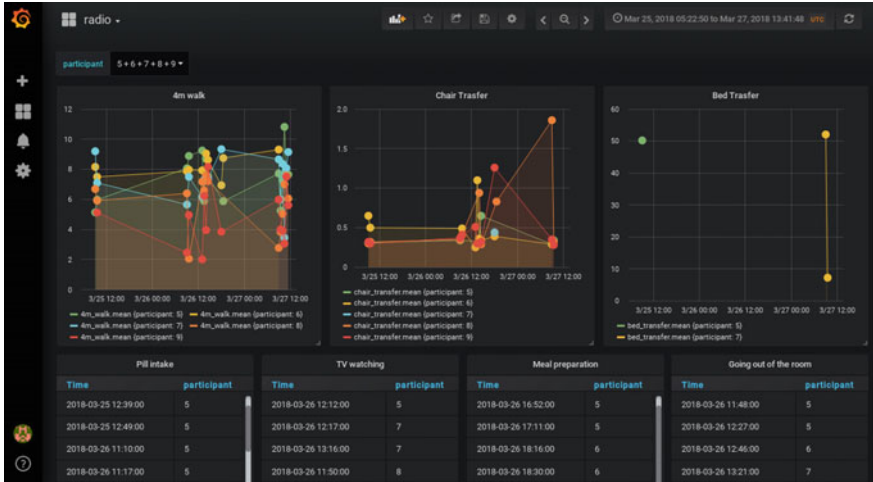 radio
Mar 25, 2018 05:22:50 to Mar 27, 2018 13:41:48 UTC
participant 5 + 6 + 7 + 8 + 9
4m walk
12
10
8
6
4
2
0
3/25 12:00 3/26 00:00 3/26 12:00 3/27 00:00 3/27 12:00
4m_walk.mean {participant: 5} 4m_walk.mean {participant: 6}
4m_walk.mean {participant: 7} 4m_walk.mean {participant: 8}
4m_walk.mean {participant: 9}
Chair Trasfer
2.0
1.5
1.0
0.5
0
3/25 12:00 3/26 00:00 3/26 12:00 3/27 00:00 3/27 12:00
chair_transfer.mean {participant: 5}
chair_transfer.mean {participant: 6}
chair_transfer.mean {participant: 7}
chair_transfer.mean {participant: 8}
chair_transfer.mean {participant: 9}
Bed Trasfer
60
50
40
30
20
10
0
3/25 12:00 3/26 00:00 3/26 12:00 3/27 00:00 3/27 12:00
bed_transfer.mean {participant: 5}
bed_transfer.mean {participant: 7}
Pill intake
Time participant
2018-03-25 12:39:00 5
2018-03-25 12:49:00 5
2018-03-26 11:10:00 5
2018-03-26 11:17:00 5
TV watching
Time participant
2018-03-26 12:12:00 5
2018-03-26 12:17:00 7
2018-03-26 13:16:00 7
2018-03-26 11:50:00 8
Meal preparation
Time participant
2018-03-26 16:52:00 5
2018-03-26 17:11:00 5
2018-03-26 18:16:00 6
2018-03-26 18:30:00 6
Going out of the room
Time participant
2018-03-26 11:48:00 5
2018-03-26 12:27:00 5
2018-03-26 12:46:00 6
2018-03-26 13:21:00 7